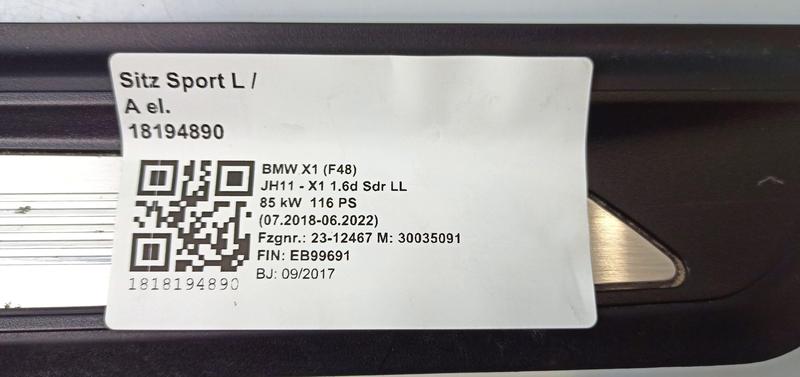 Sitz Sport L /
A el.
18194890
BMW X1 (F48)
JH11 - X1 1.6d Sdr LL
85 kW 116 PS
(07.2018-06.2022)
Fzgnr.: 23-12467 M: 30035091
FIN: EB99691
BJ: 09/2017
1818194890